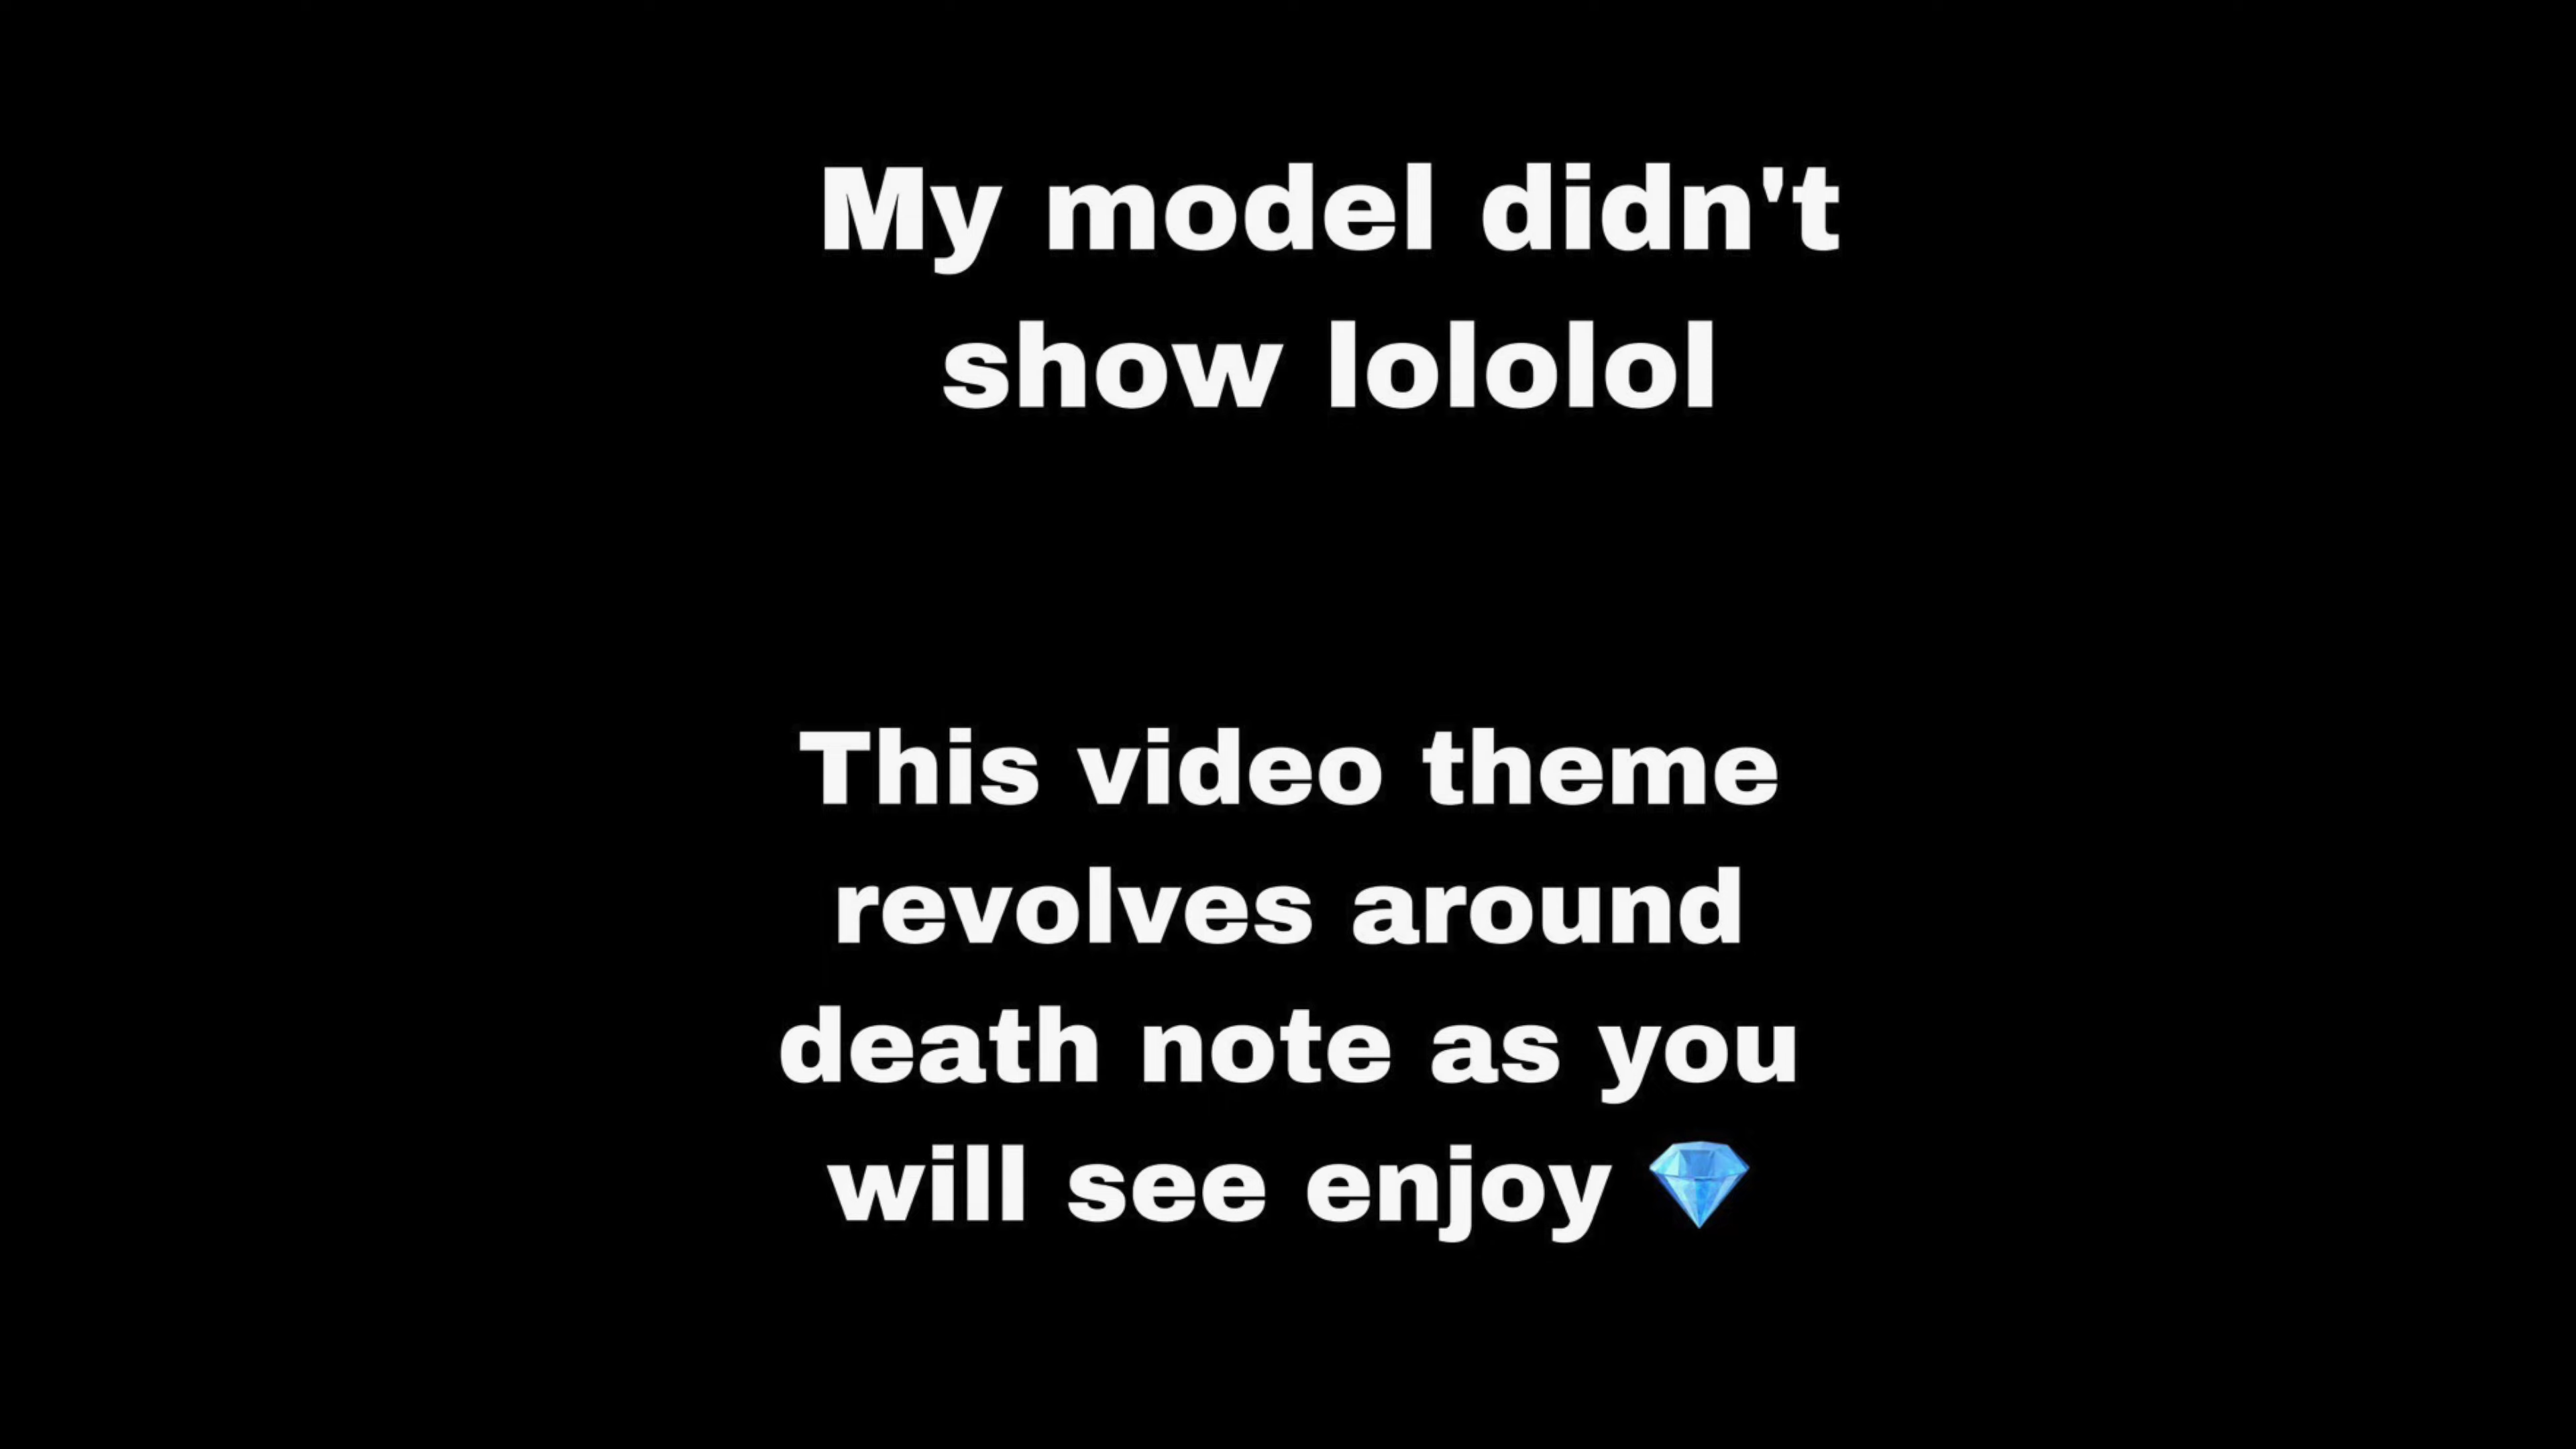 My model didn't
show lololol
This video theme
revolves around
death note as you
will see enjoy 💎